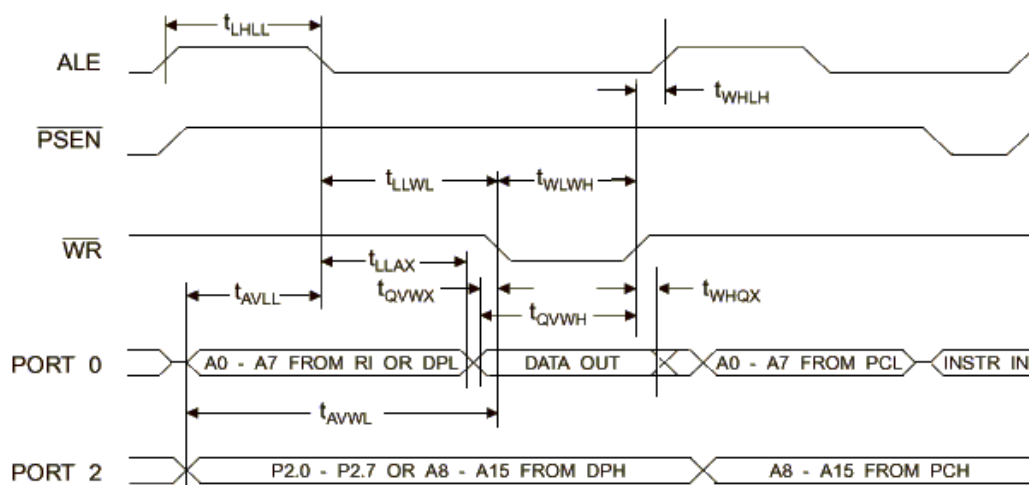 tLHLL
ALE
tWHLH
PSEN
tLLWL
tWLWH
WR
tLLAX
tAVLL
tQVWX
tWHQX
tQVWH
PORT 0
A0 - A7 FROM RI OR DPL
DATA OUT
A0 - A7 FROM PCL
INSTR IN
tAVWL
PORT 2
P2.0 - P2.7 OR A8 - A15 FROM DPH
A8 - A15 FROM PCH